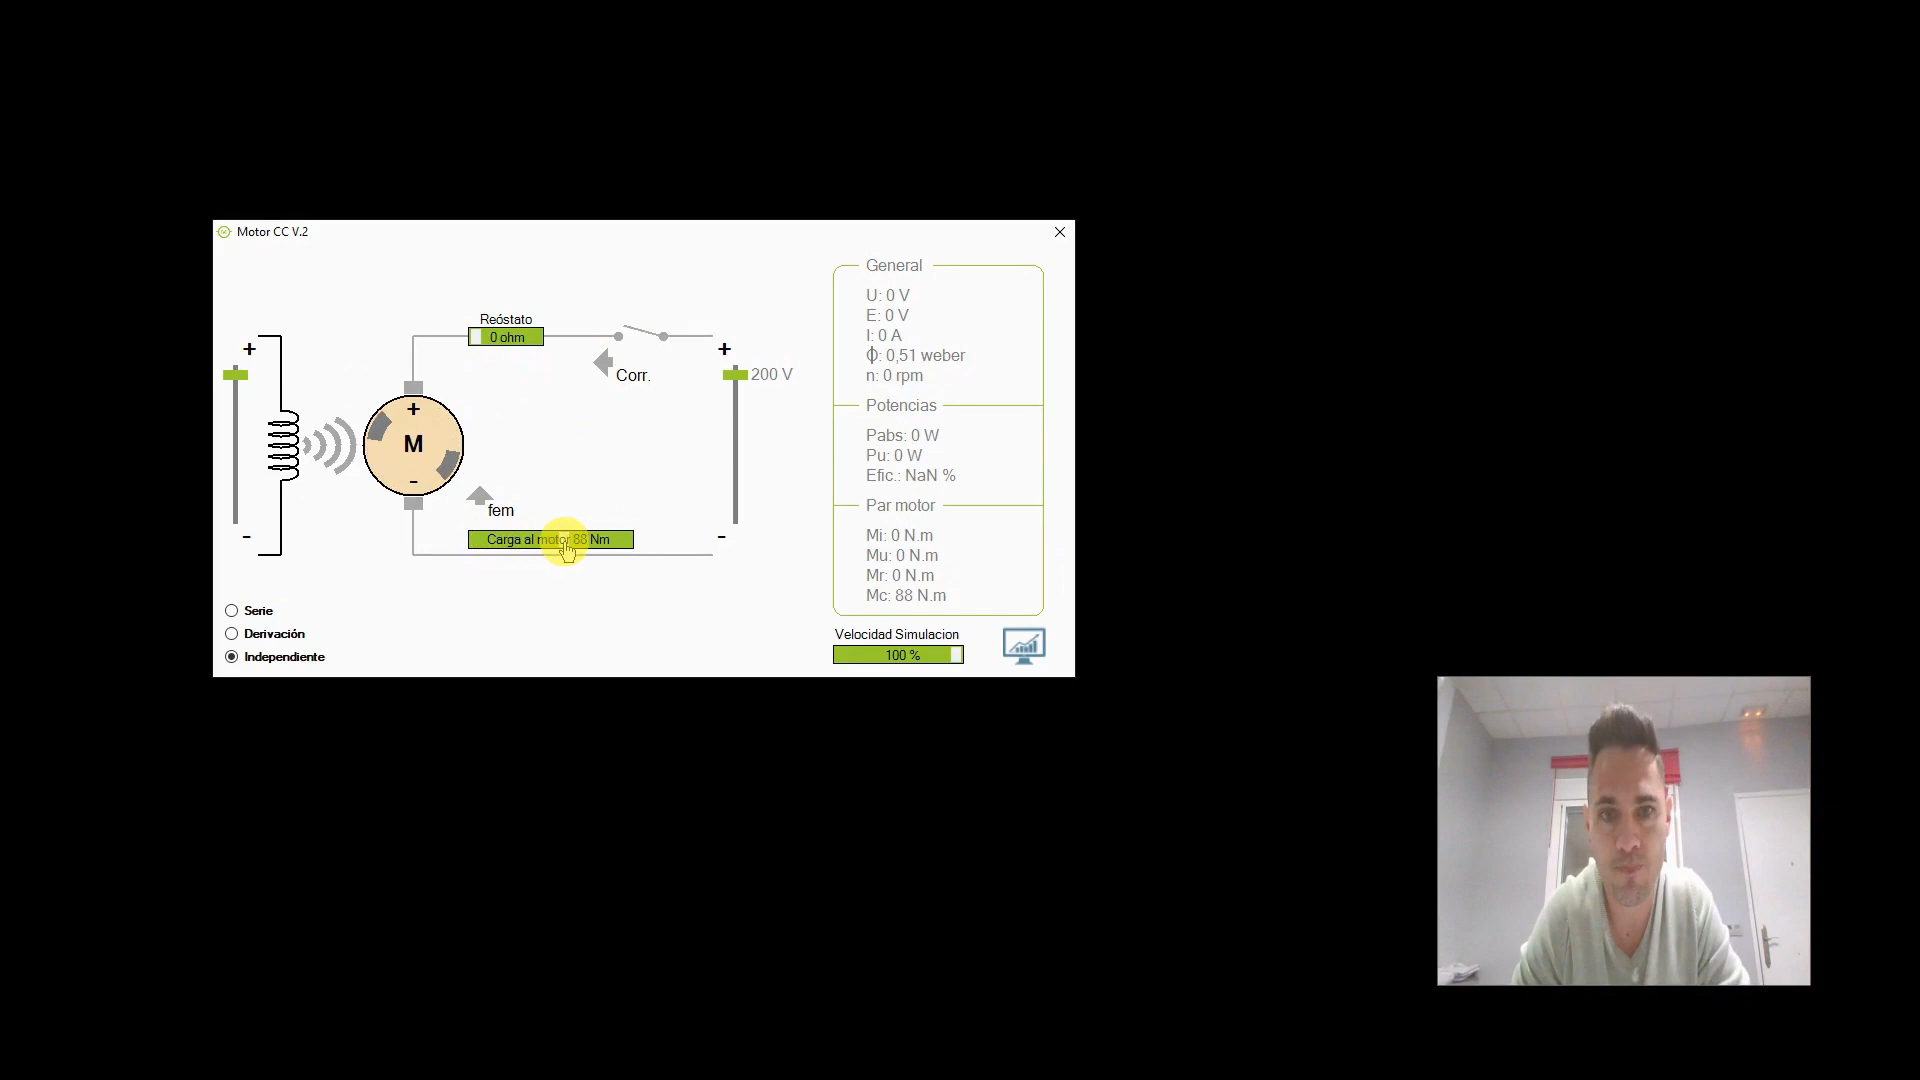 Motor CC V.2
General
U: 0 V
E: 0 V
I: 0 A
ϕ: 0,51 weber
n: 0 rpm
Potencias
Pabs: 0 W
Pu: 0 W
Efic.: NaN %
Par motor
Mi: 0 N.m
Mu: 0 N.m
Mr: 0 N.m
Mc: 88 N.m
Reóstato
0 ohm
+
+
Corr.
200 V
+
M
-
fem
Carga al motor 88 Nm
-
-
Serie
Derivación
Independiente
Velocidad Simulacion
100 %